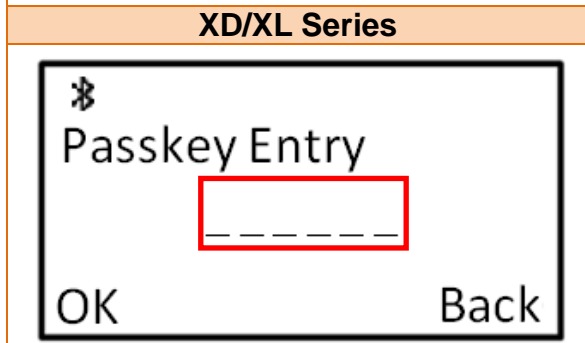 XD/XL Series
Passkey Entry
_ _ _ _ _ _
OK Back